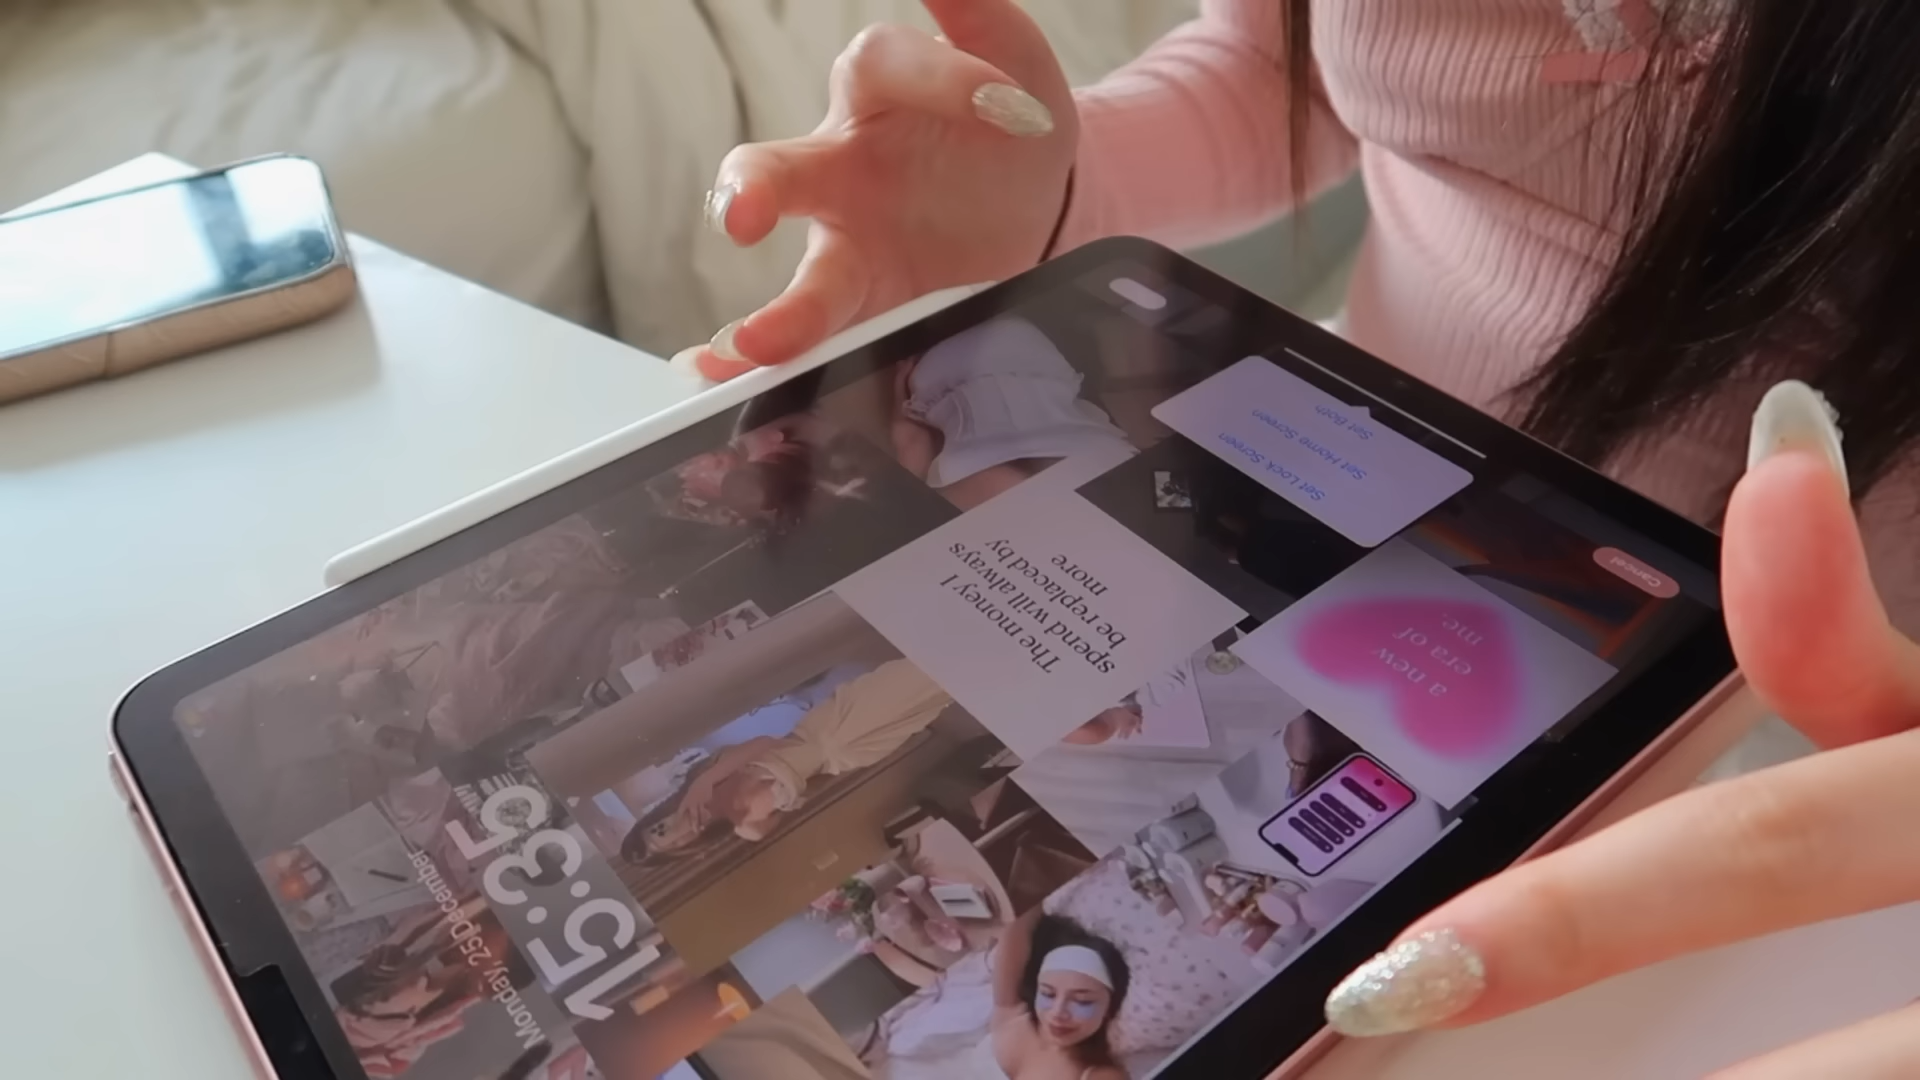 Monday, 25 December
15:35
The money I
spend will always
be replaced by
more
a new
era of
me.
Set Lock Screen
Set Home Screen
Set Both
Cancel